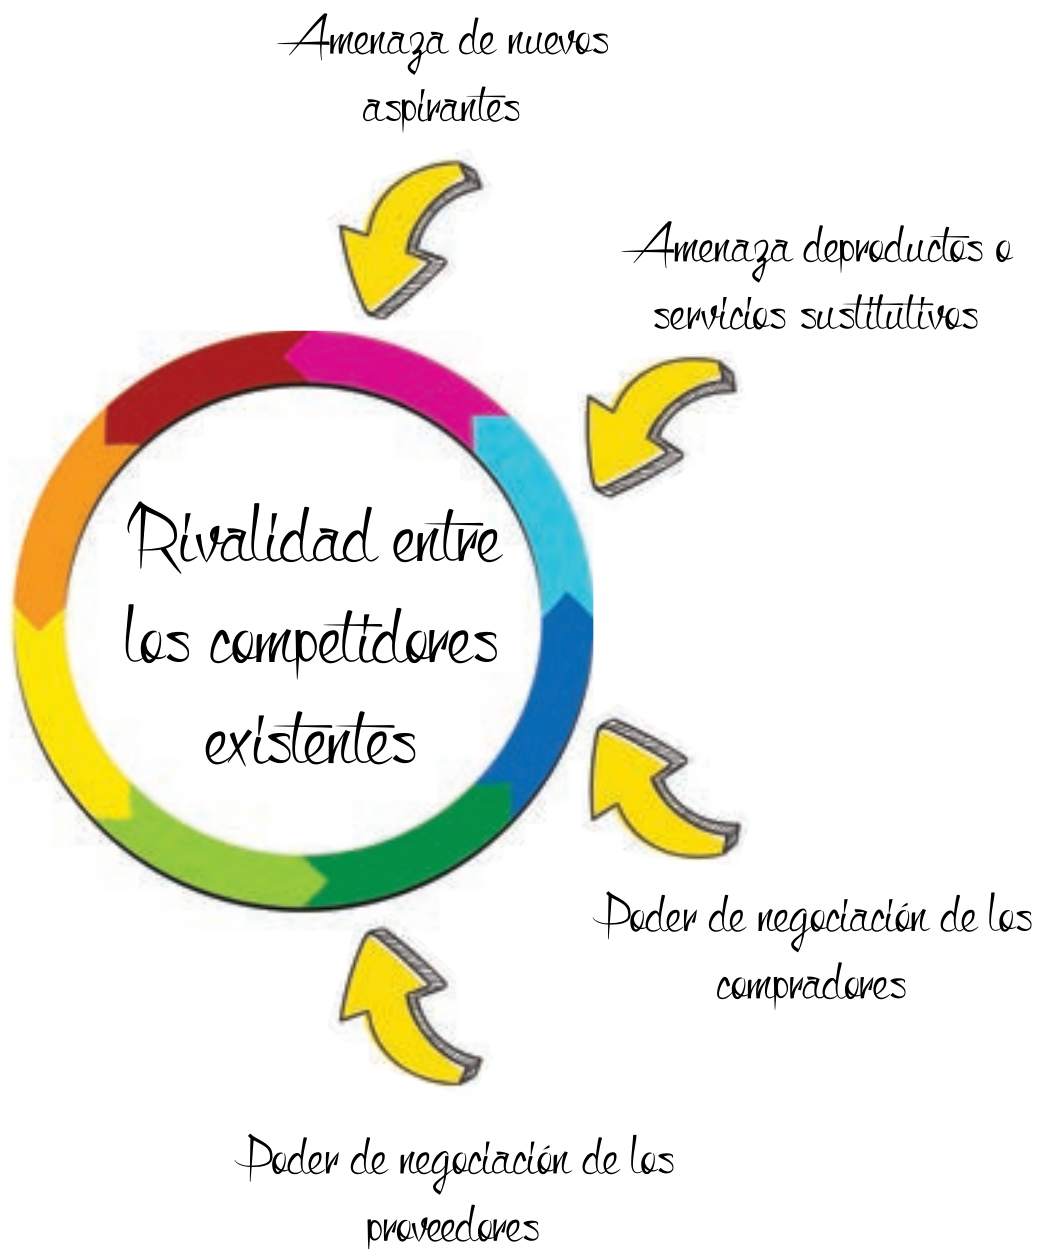 Amenaza de nuevos
aspirantes
Amenaza deproductos o
servicios sustitutivos
Rivalidad entre
los competidores
existentes
Poder de negociación de los
compradores
Poder de negociación de los
proveedores